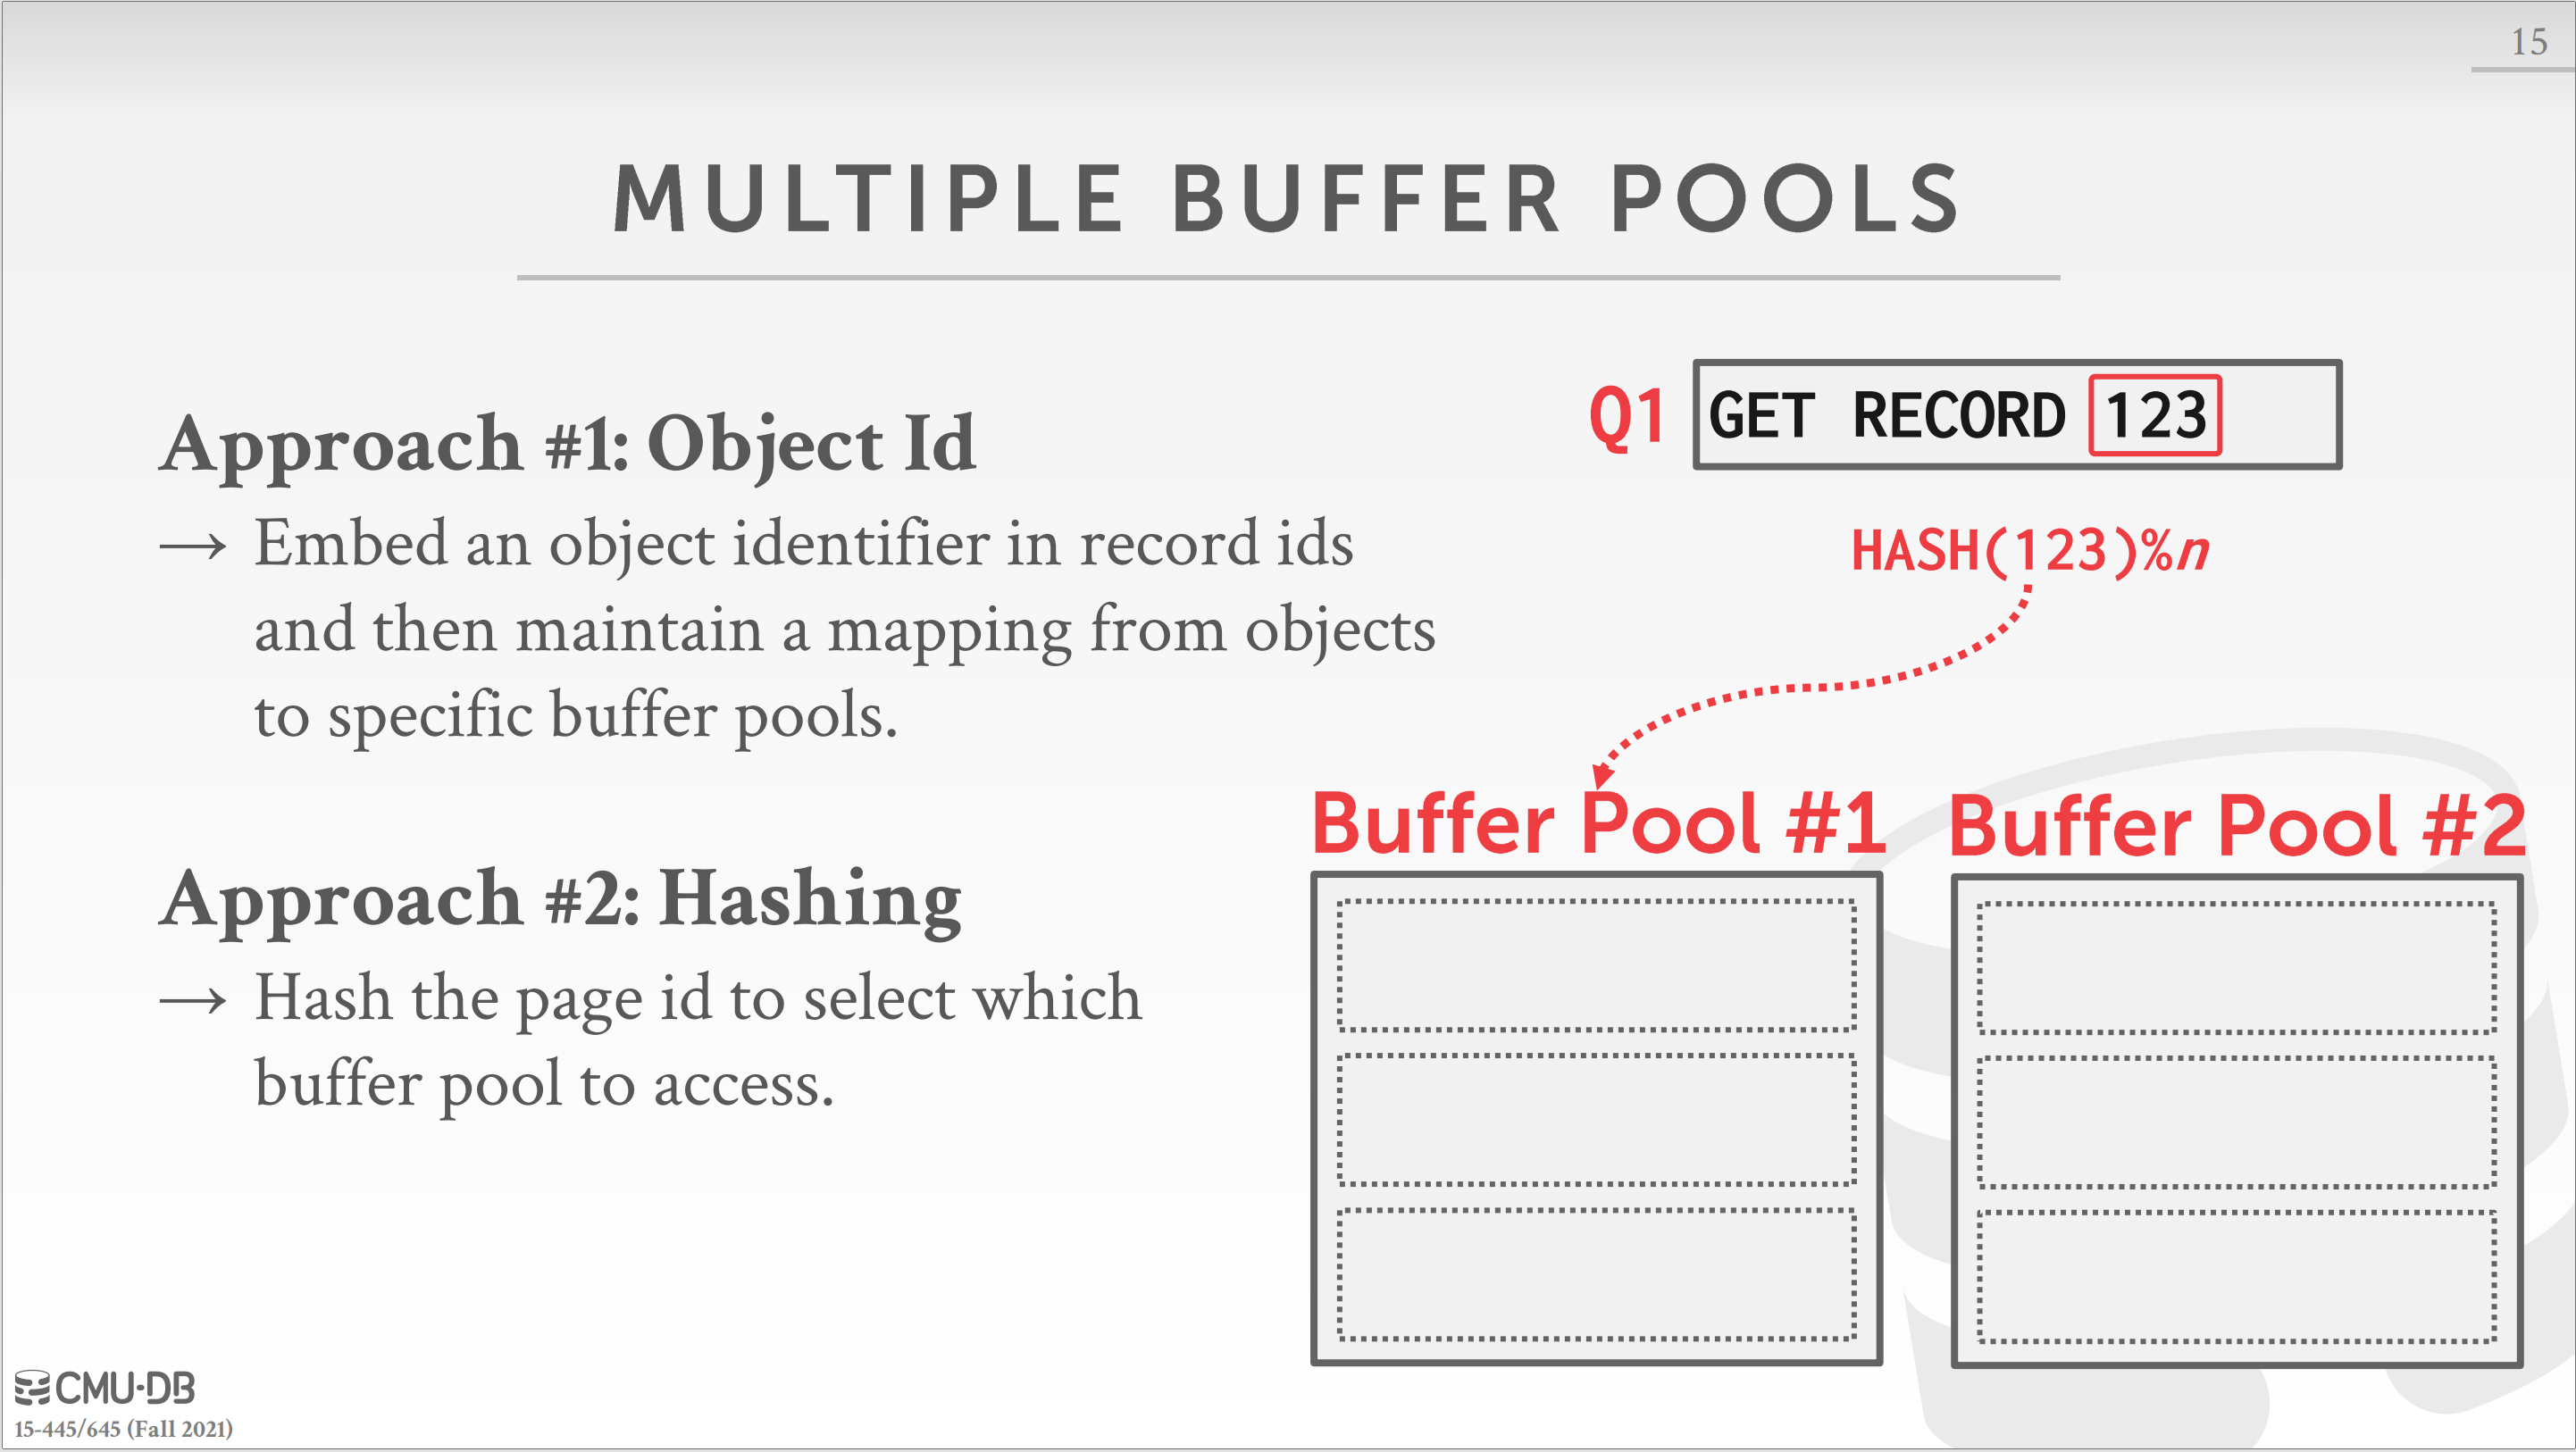 15
MULTIPLE BUFFER POOLS
Approach #1: Object Id
→ Embed an object identifier in record ids
and then maintain a mapping from objects
to specific buffer pools.
Approach #2: Hashing
→ Hash the page id to select which
buffer pool to access.
Q1 GET RECORD 123
HASH(123)%n
Buffer Pool #1
Buffer Pool #2
CMU·DB
15-445/645 (Fall 2021)